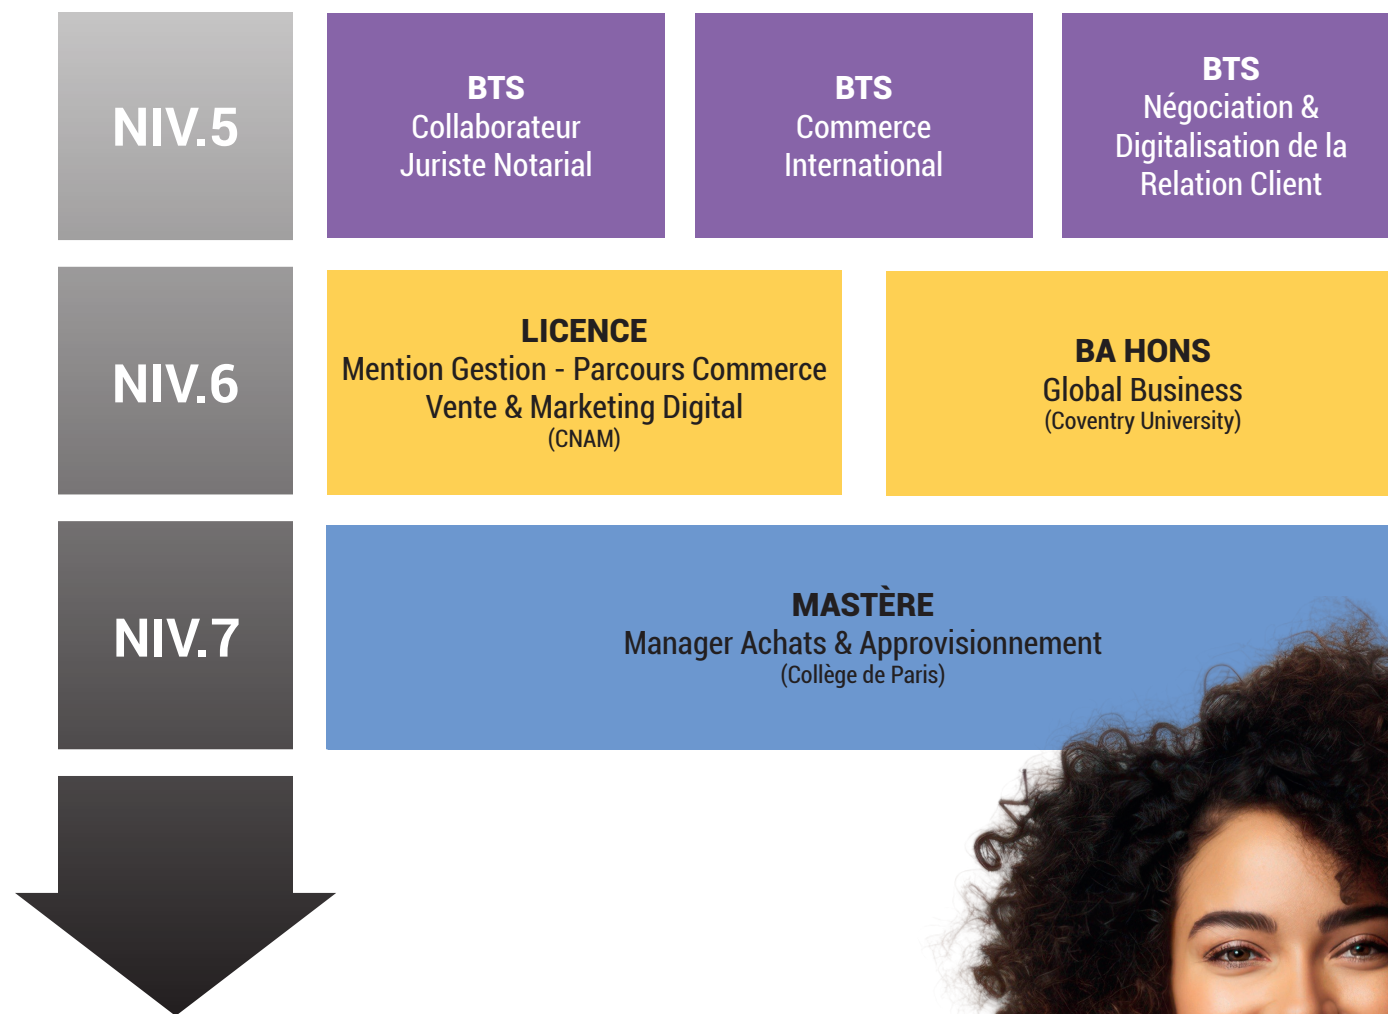 NIV.5
BTS
Collaborateur
Juriste Notarial
BTS
Commerce
International
BTS
Négociation &
Digitalisation de la
Relation Client
NIV.6
LICENCE
Mention Gestion - Parcours Commerce
Vente & Marketing Digital
(CNAM)
BA HONS
Global Business
(Coventry University)
NIV.7
MASTÈRE
Manager Achats & Approvisionnement
(Collège de Paris)